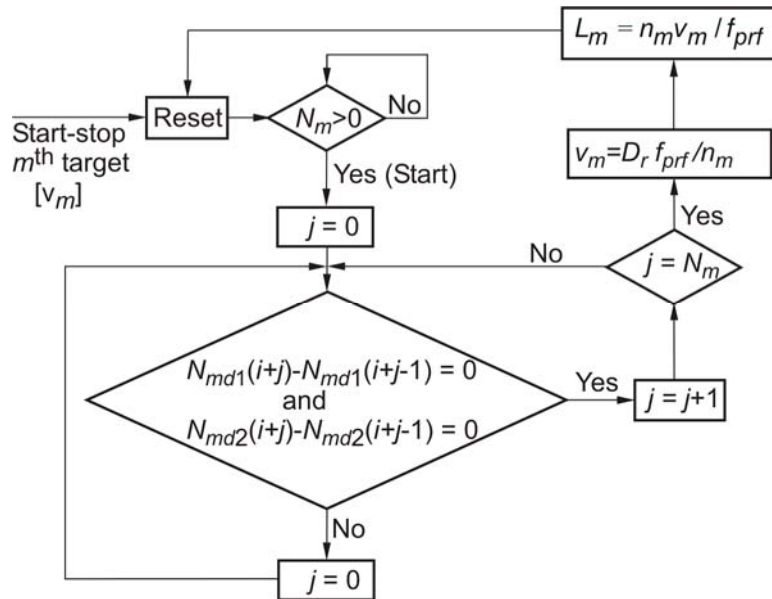 L_m = n_m v_m / f_prf
Reset
N_m>0
No
Start-stop
m^th target
[v_m]
Yes (Start)
v_m=D_r f_prf/n_m
Yes
j = 0
No
j = N_m
N_md1(i+j)-N_md1(i+j-1) = 0
and
N_md2(i+j)-N_md2(i+j-1) = 0
Yes
j = j+1
No
j = 0